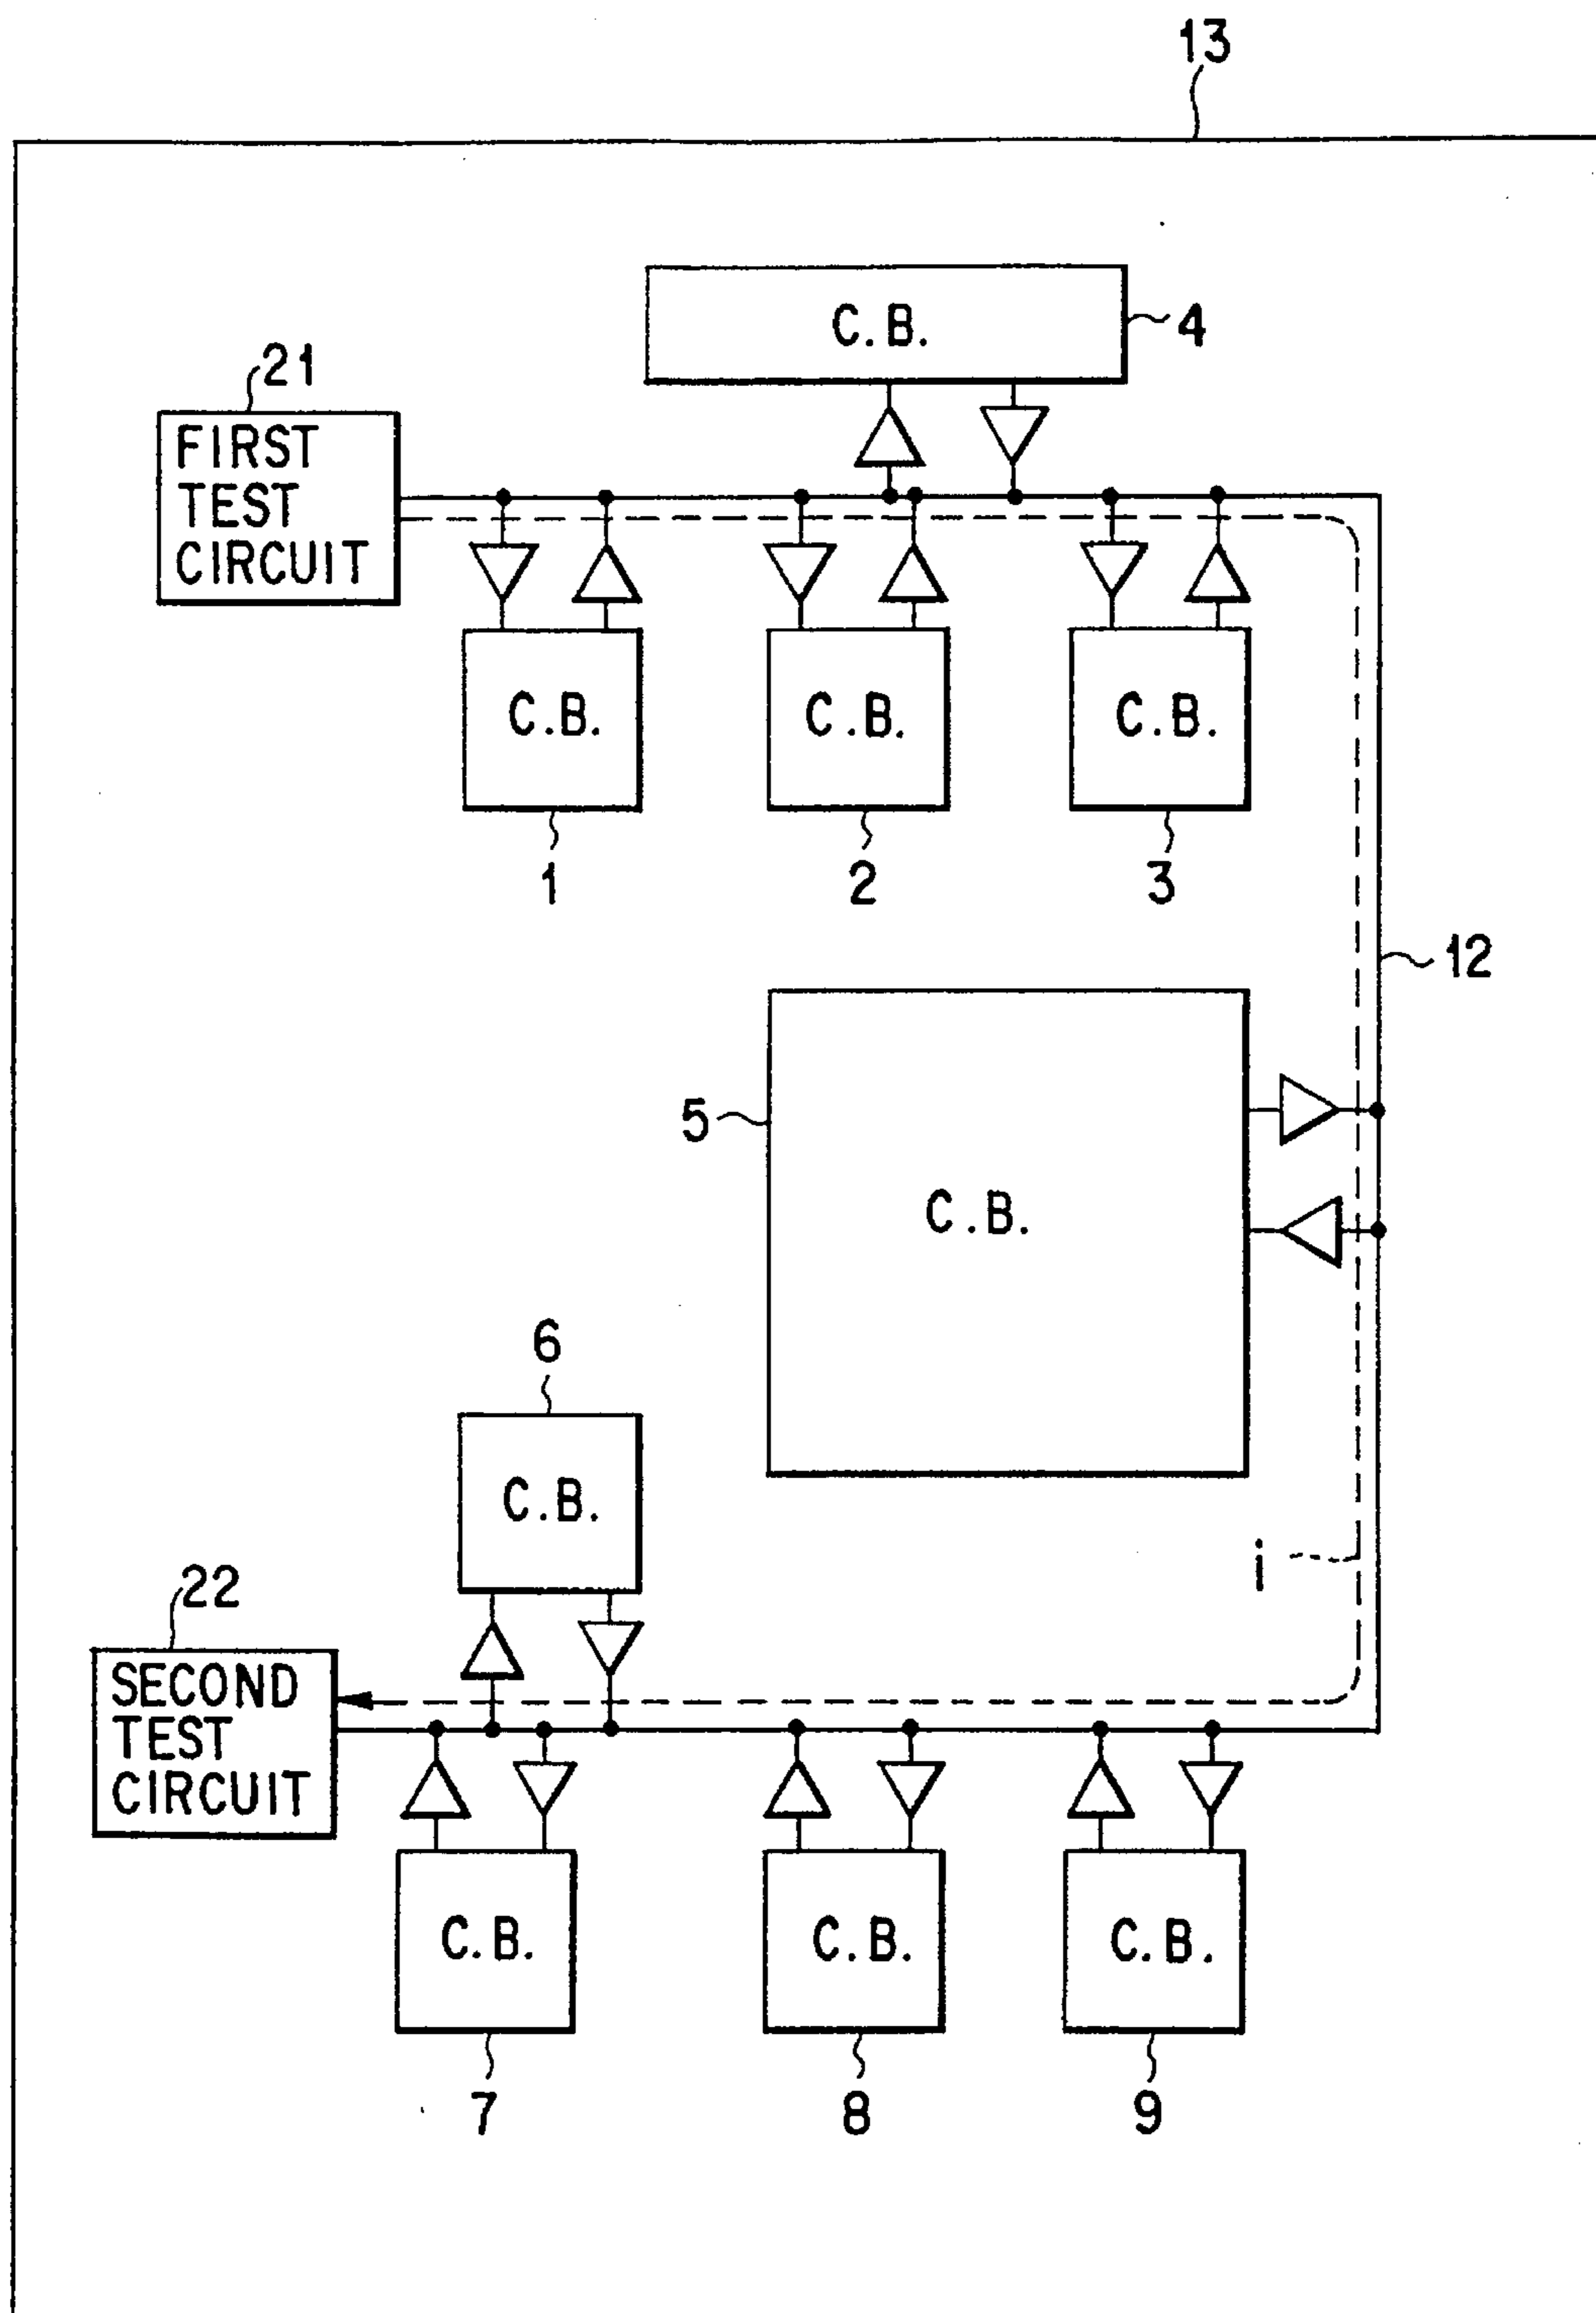 13
C.B.
4
21
FIRST
TEST
CIRCUIT
C.B.
C.B.
C.B.
1
2
3
12
5
C.B.
6
C.B.
i
22
SECOND
TEST
CIRCUIT
C.B.
C.B.
C.B.
7
8
9